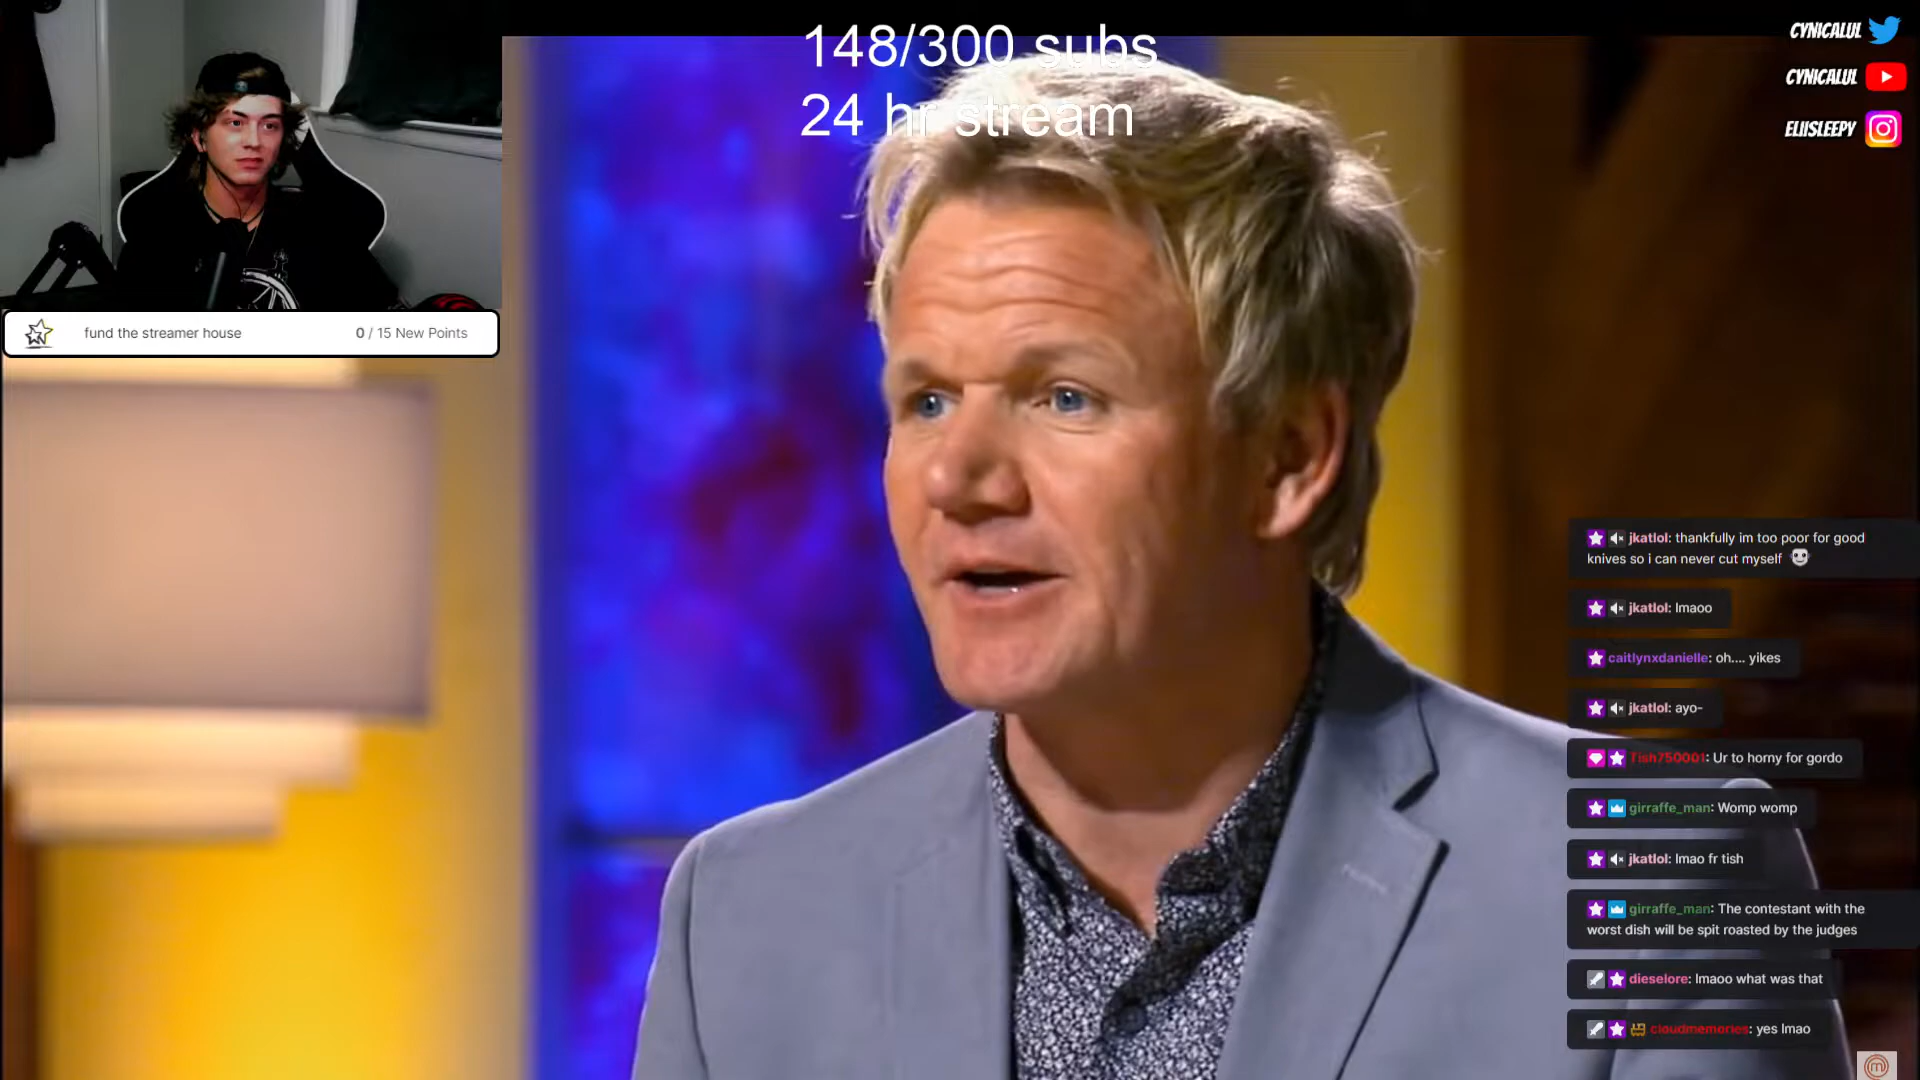 148/300 subs
24 hr stream
CYNICALUL
CYNICALUL
ELIISLEEPY
fund the streamer house 0 / 15 New Points
jkatlol: thankfully im too poor for good
knives so i can never cut myself
jkatlol: lmaoo
caitlynxdanielle: oh.... yikes
jkatlol: ayo-
Tish750001: Ur to horny for gordo
girraffe_man: Womp womp
jkatlol: lmao fr tish
girraffe_man: The contestant with the
worst dish will be spit roasted by the judges
dieselore: lmaoo what was that
cloudmemories: yes lmao